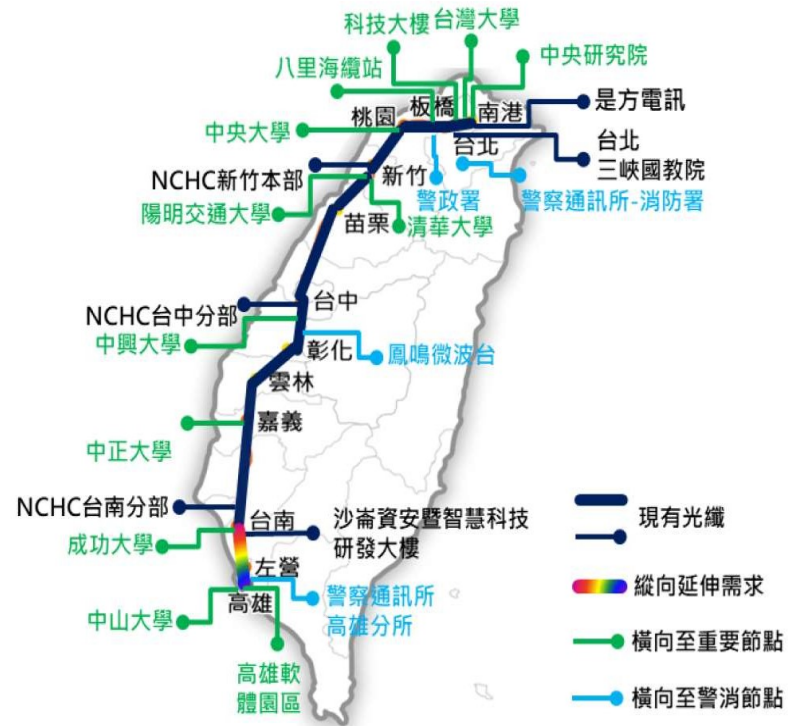 科技大樓
台灣大學
中央研究院
八里海纜站
板橋
南港
是方電訊
桃園
中央大學
台北
台北
三峽國教院
NCHC新竹本部
新竹
警政署
警察通訊所-消防署
陽明交通大學
苗栗
清華大學
NCHC台中分部
台中
中興大學
彰化
鳳鳴微波台
雲林
嘉義
中正大學
NCHC台南分部
台南
沙崙資安暨智慧科技
研發大樓
現有光纖
成功大學
左營
縱向延伸需求
高雄
警察通訊所
高雄分所
中山大學
橫向至重要節點
高雄軟
體園區
橫向至警消節點